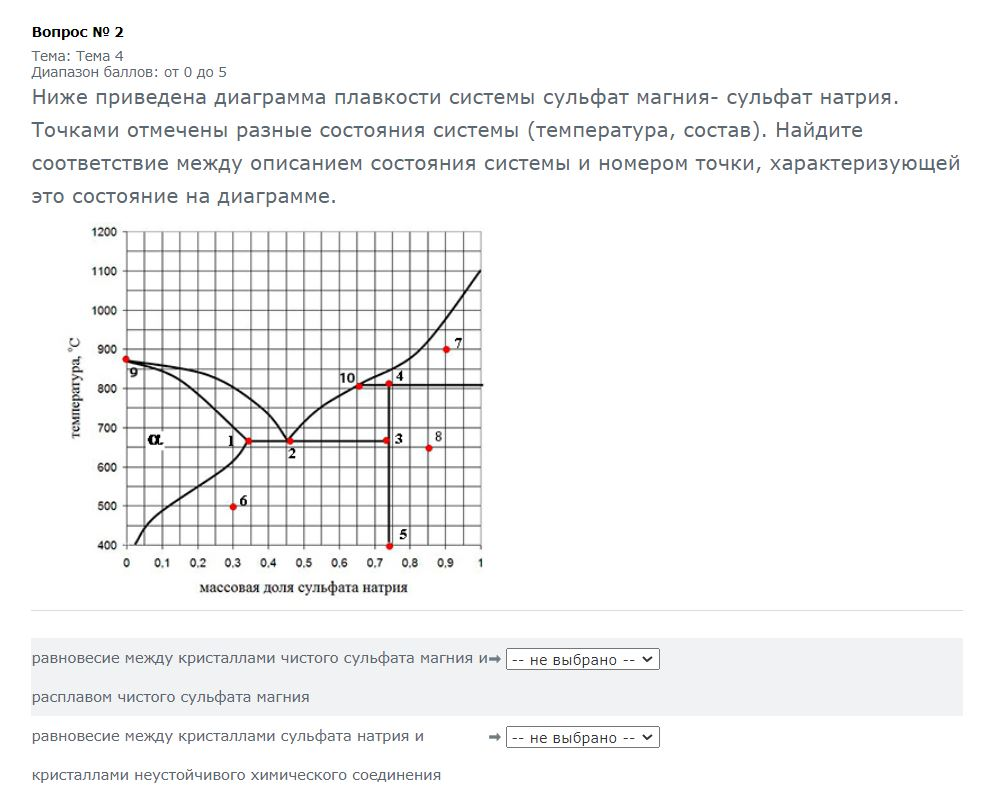 Вопрос № 2
Тема: Тема 4
Диапазон баллов: от 0 до 5
Ниже приведена диаграмма плавкости системы сульфат магния- сульфат натрия.
Точками отмечены разные состояния системы (температура, состав). Найдите
соответствие между описанием состояния системы и номером точки, характеризующей
это состояние на диаграмме.
1200
1100
1000
900
800
700
600
500
400
температура, °С
9
α
1
2
10
4
3
5
6
7
8
0 0,1 0,2 0,3 0,4 0,5 0,6 0,7 0,8 0,9 1
массовая доля сульфата натрия
равновесие между кристаллами чистого сульфата магния и➡ -- не выбрано --
расплавом чистого сульфата магния
равновесие между кристаллами сульфата натрия и ➡ -- не выбрано --
кристаллами неустойчивого химического соединения